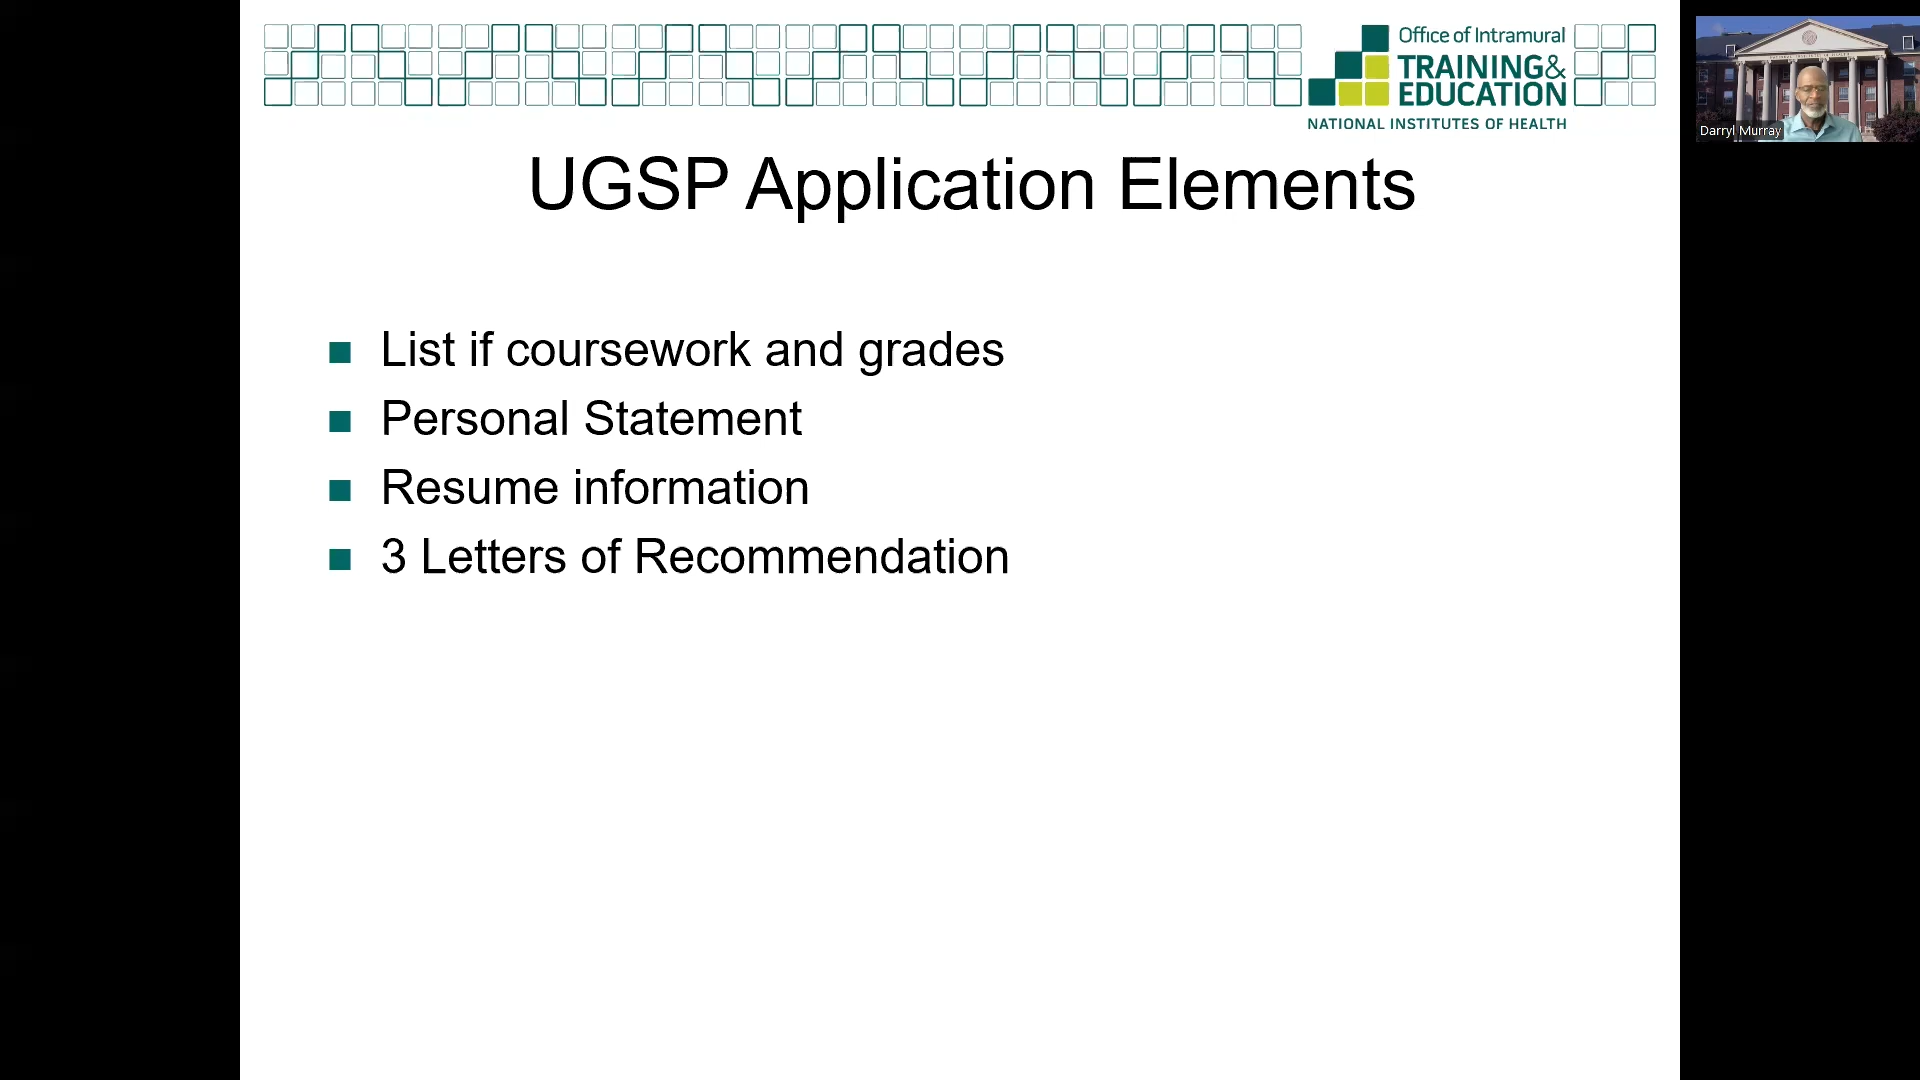 Office of Intramural
TRAINING&
EDUCATION
NATIONAL INSTITUTES OF HEALTH
Darryl Murray
UGSP Application Elements
List if coursework and grades
Personal Statement
Resume information
3 Letters of Recommendation